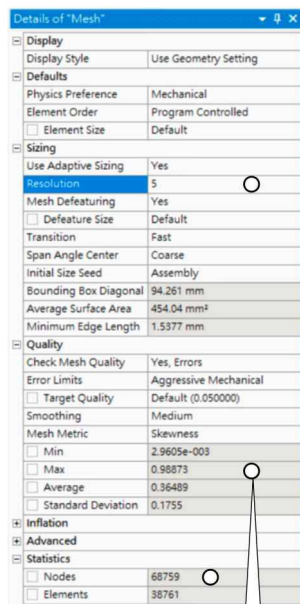 Details of "Mesh"
Display
Display Style Use Geometry Setting
Defaults
Physics Preference Mechanical
Element Order Program Controlled
Element Size Default
Sizing
Use Adaptive Sizing Yes
Resolution 5
Mesh Defeaturing Yes
Defeature Size Default
Transition Fast
Span Angle Center Coarse
Initial Size Seed Assembly
Bounding Box Diagonal 94.261 mm
Average Surface Area 454.04 mm²
Minimum Edge Length 1.5377 mm
Quality
Check Mesh Quality Yes, Errors
Error Limits Aggressive Mechanical
Target Quality Default (0.050000)
Smoothing Medium
Mesh Metric Skewness
Min 2.9605e-003
Max 0.98873
Average 0.36489
Standard Deviation 0.1755
Inflation
Advanced
Statistics
Nodes 68759
Elements 38761